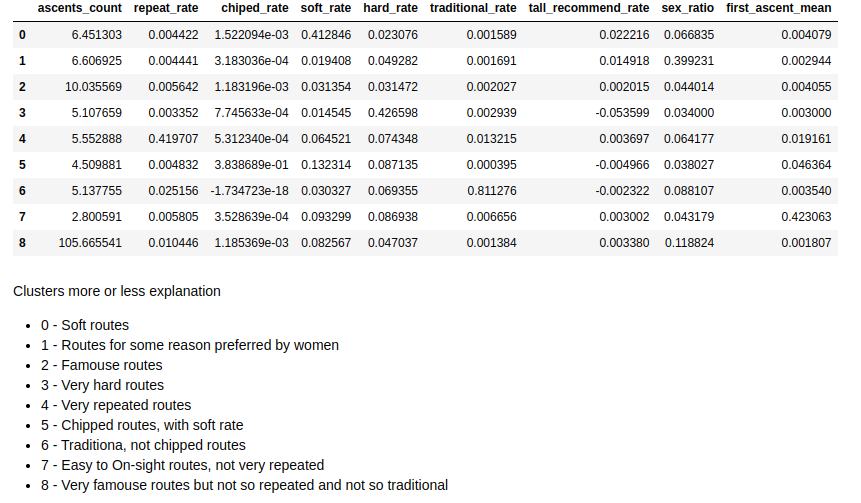 ascents_count repeat_rate chiped_rate soft_rate hard_rate traditional_rate tall_recommend_rate sex_ratio first_ascent_mean
0 6.451303 0.004422 1.522094e-03 0.412846 0.023076 0.001589 0.022216 0.066835 0.004079
1 6.606925 0.004441 3.183036e-04 0.019408 0.049282 0.001691 0.014918 0.399231 0.002944
2 10.035569 0.005642 1.183196e-03 0.031354 0.031472 0.002027 0.002015 0.044014 0.004055
3 5.107659 0.003352 7.745633e-04 0.014545 0.426598 0.002939 -0.053599 0.034000 0.003000
4 5.552888 0.419707 5.312340e-04 0.064521 0.074348 0.013215 0.003697 0.064177 0.019161
5 4.509881 0.004832 3.838689e-01 0.132314 0.087135 0.000395 -0.004966 0.038027 0.046364
6 5.137755 0.025156 -1.734723e-18 0.030327 0.069355 0.811276 -0.002322 0.088107 0.003540
7 2.800591 0.005805 3.528639e-04 0.093299 0.086938 0.006656 0.003002 0.043179 0.423063
8 105.665541 0.010446 1.185369e-03 0.082567 0.047037 0.001384 0.003380 0.118824 0.001807
Clusters more or less explanation
• 0 - Soft routes
• 1 - Routes for some reason preferred by women
• 2 - Famouse routes
• 3 - Very hard routes
• 4 - Very repeated routes
• 5 - Chipped routes, with soft rate
• 6 - Traditiona, not chipped routes
• 7 - Easy to On-sight routes, not very repeated
• 8 - Very famouse routes but not so repeated and not so traditional